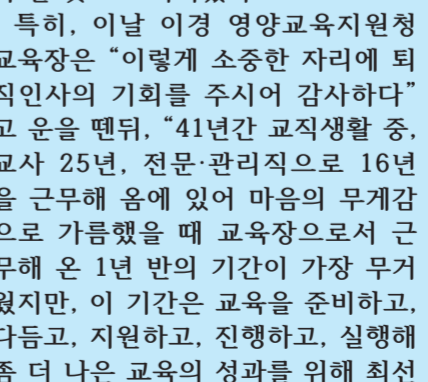 특히, 이날 이경 영양교육지원청
교육장은 “이렇게 소중한 자리에 퇴
직인사의 기회를 주시어 감사하다”
고 운을 뗀뒤, “41년간 교직생활 중,
교사 25년, 전문·관리직으로 16년
을 근무해 옴에 있어 마음의 무게감
으로 가름했을 때 교육장으로서 근
무해 온 1년 반의 기간이 가장 무거
웠지만, 이 기간은 교육을 준비하고,
다듬고, 지원하고, 진행하고, 실행해
좀 더 나은 교육의 성과를 위해 최선